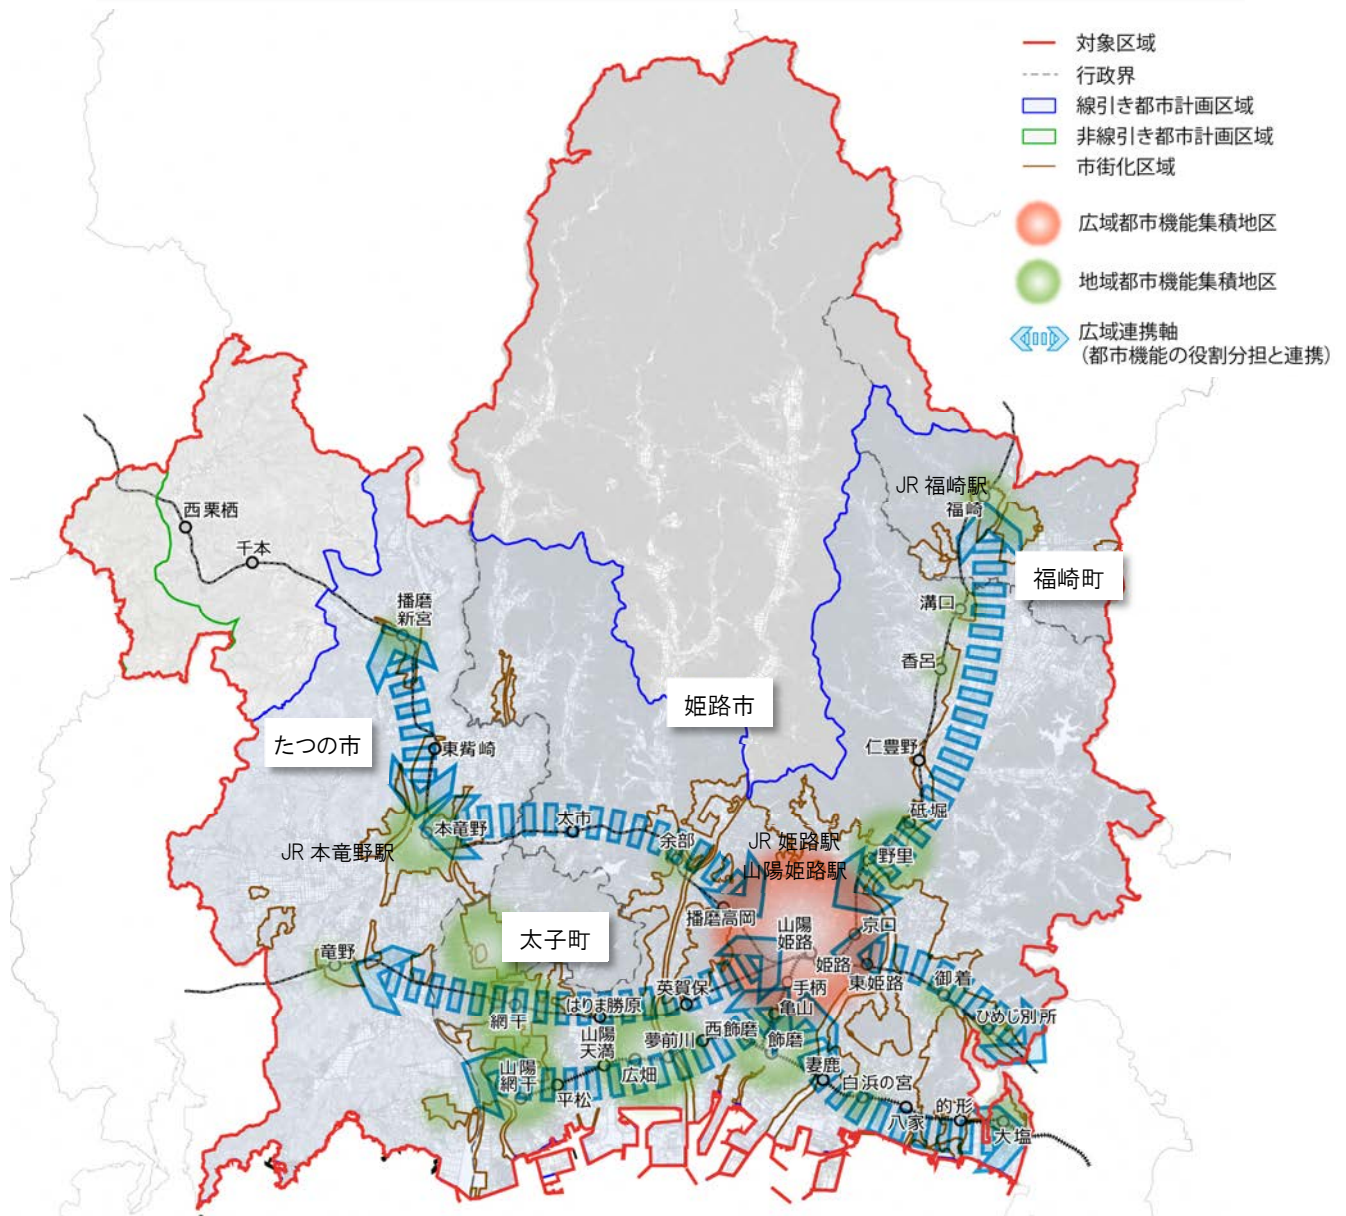 対象区域
行政界
線引き都市計画区域
非線引き都市計画区域
市街化区域
広域都市機能集積地区
地域都市機能集積地区
広域連携軸
(都市機能の役割分担と連携)
西栗栖
千本
播磨
新宮
東觜崎
たつの市
本竜野
JR 本竜野駅
太市
余部
姫路市
JR 福崎駅
福崎
福崎町
溝口
香呂
仁豊野
砥堀
野里
JR 姫路駅
山陽姫路駅
播磨高岡
山陽
姫路
京口
姫路
東姫路
手柄
亀山
御着
ひめじ別所
太子町
竜野
網干
はりま勝原
英賀保
山陽
天満
夢前川
西飾磨
飾磨
広畑
山陽
網干
平松
妻鹿
白浜の宮
八家
的形
大塩